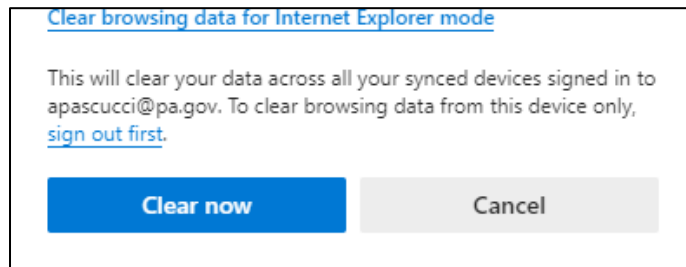 Clear browsing data for Internet Explorer mode
This will clear your data across all your synced devices signed in to
apascucci@pa.gov. To clear browsing data from this device only,
sign out first.
Clear now
Cancel